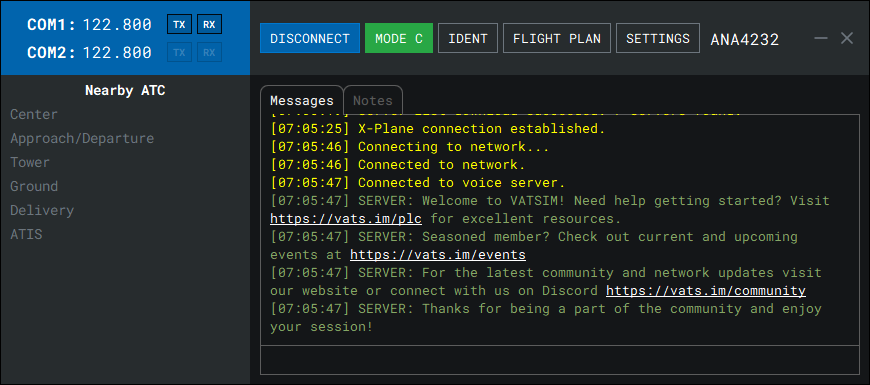 COM1: 122.800 TX RX
COM2: 122.800 TX RX
DISCONNECT MODE C IDENT FLIGHT PLAN SETTINGS ANA4232
Nearby ATC
Center
Approach/Departure
Tower
Ground
Delivery
ATIS
Messages Notes
[07:05:25] X-Plane connection established.
[07:05:46] Connecting to network...
[07:05:46] Connected to network.
[07:05:47] Connected to voice server.
[07:05:47] SERVER: Welcome to VATSIM! Need help getting started? Visit
https://vats.im/plc for excellent resources.
[07:05:47] SERVER: Seasoned member? Check out current and upcoming
events at https://vats.im/events
[07:05:47] SERVER: For the latest community and network updates visit
our website or connect with us on Discord https://vats.im/community
[07:05:47] SERVER: Thanks for being a part of the community and enjoy
your session!